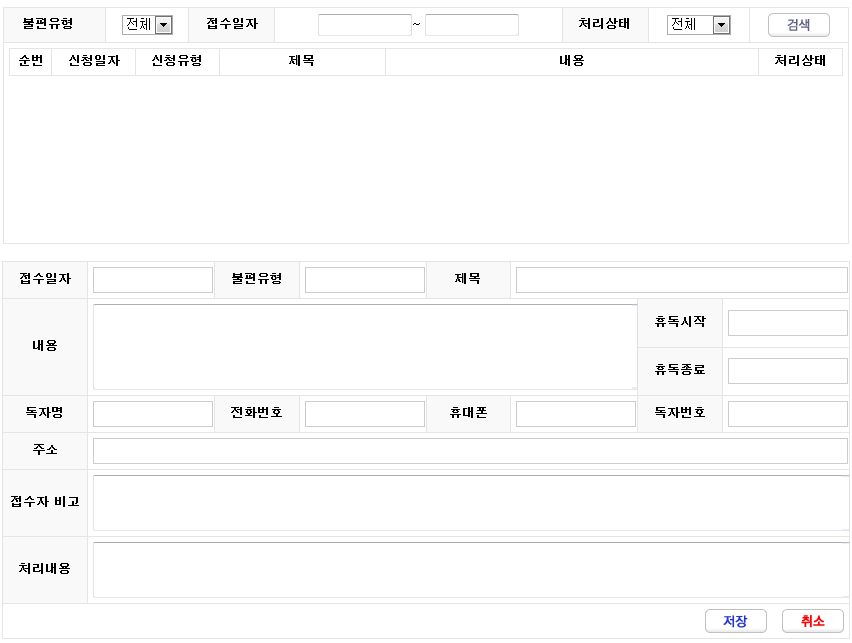 불편유형 전체 접수일자 ~ 처리상태 전체 검색
순번 신청일자 신청유형 제목 내용 처리상태
접수일자 불편유형 제목
내용 휴독시작
휴독종료
독자명 전화번호 휴대폰 독자번호
주소
접수자 비고
처리내용
저장 취소